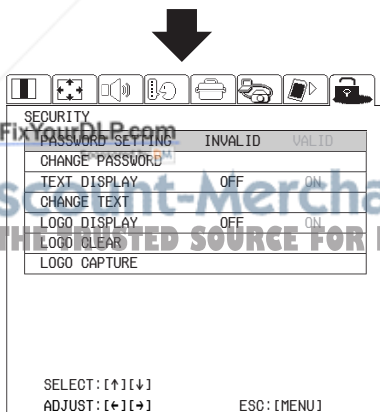 SECURITY
FixYourDLP.com
PASSWORD SETTING INVALID VALID
CHANGE PASSWORD
TEXT DISPLAY OFF ON
CHANGE TEXT
LOGO DISPLAY OFF ON
LOGO CLEAR
LOGO CAPTURE
THE TRUSTED SOURCE FOR
SELECT:[↑][↓]
ADJUST:[←][→] ESC:[MENU]